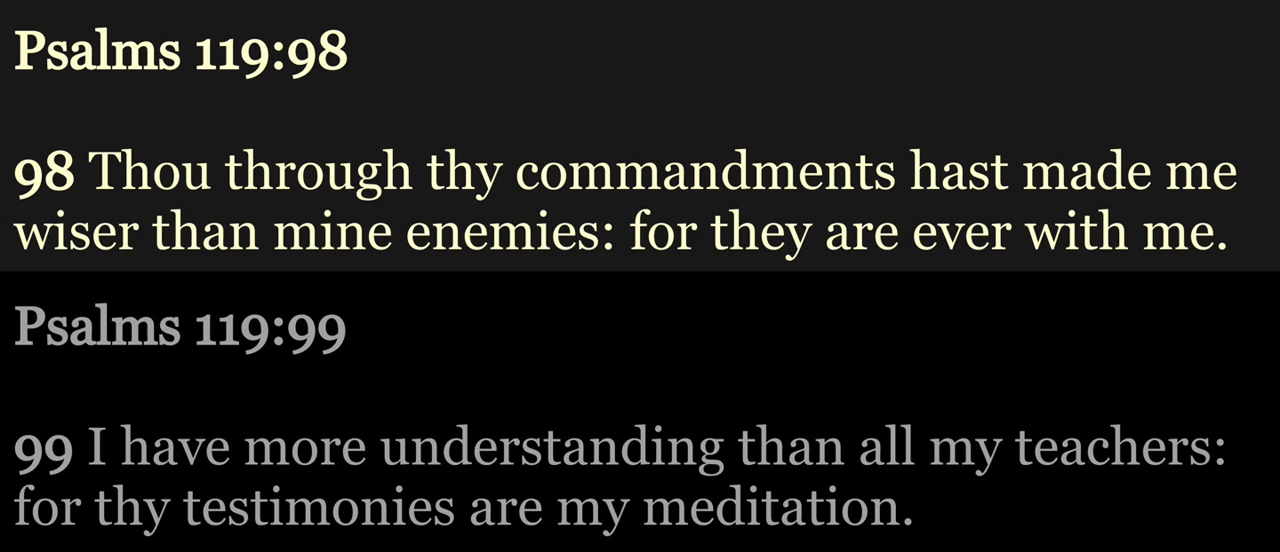 Psalms 119:98
98 Thou through thy commandments hast made me
wiser than mine enemies: for they are ever with me.
Psalms 119:99
99 I have more understanding than all my teachers:
for thy testimonies are my meditation.